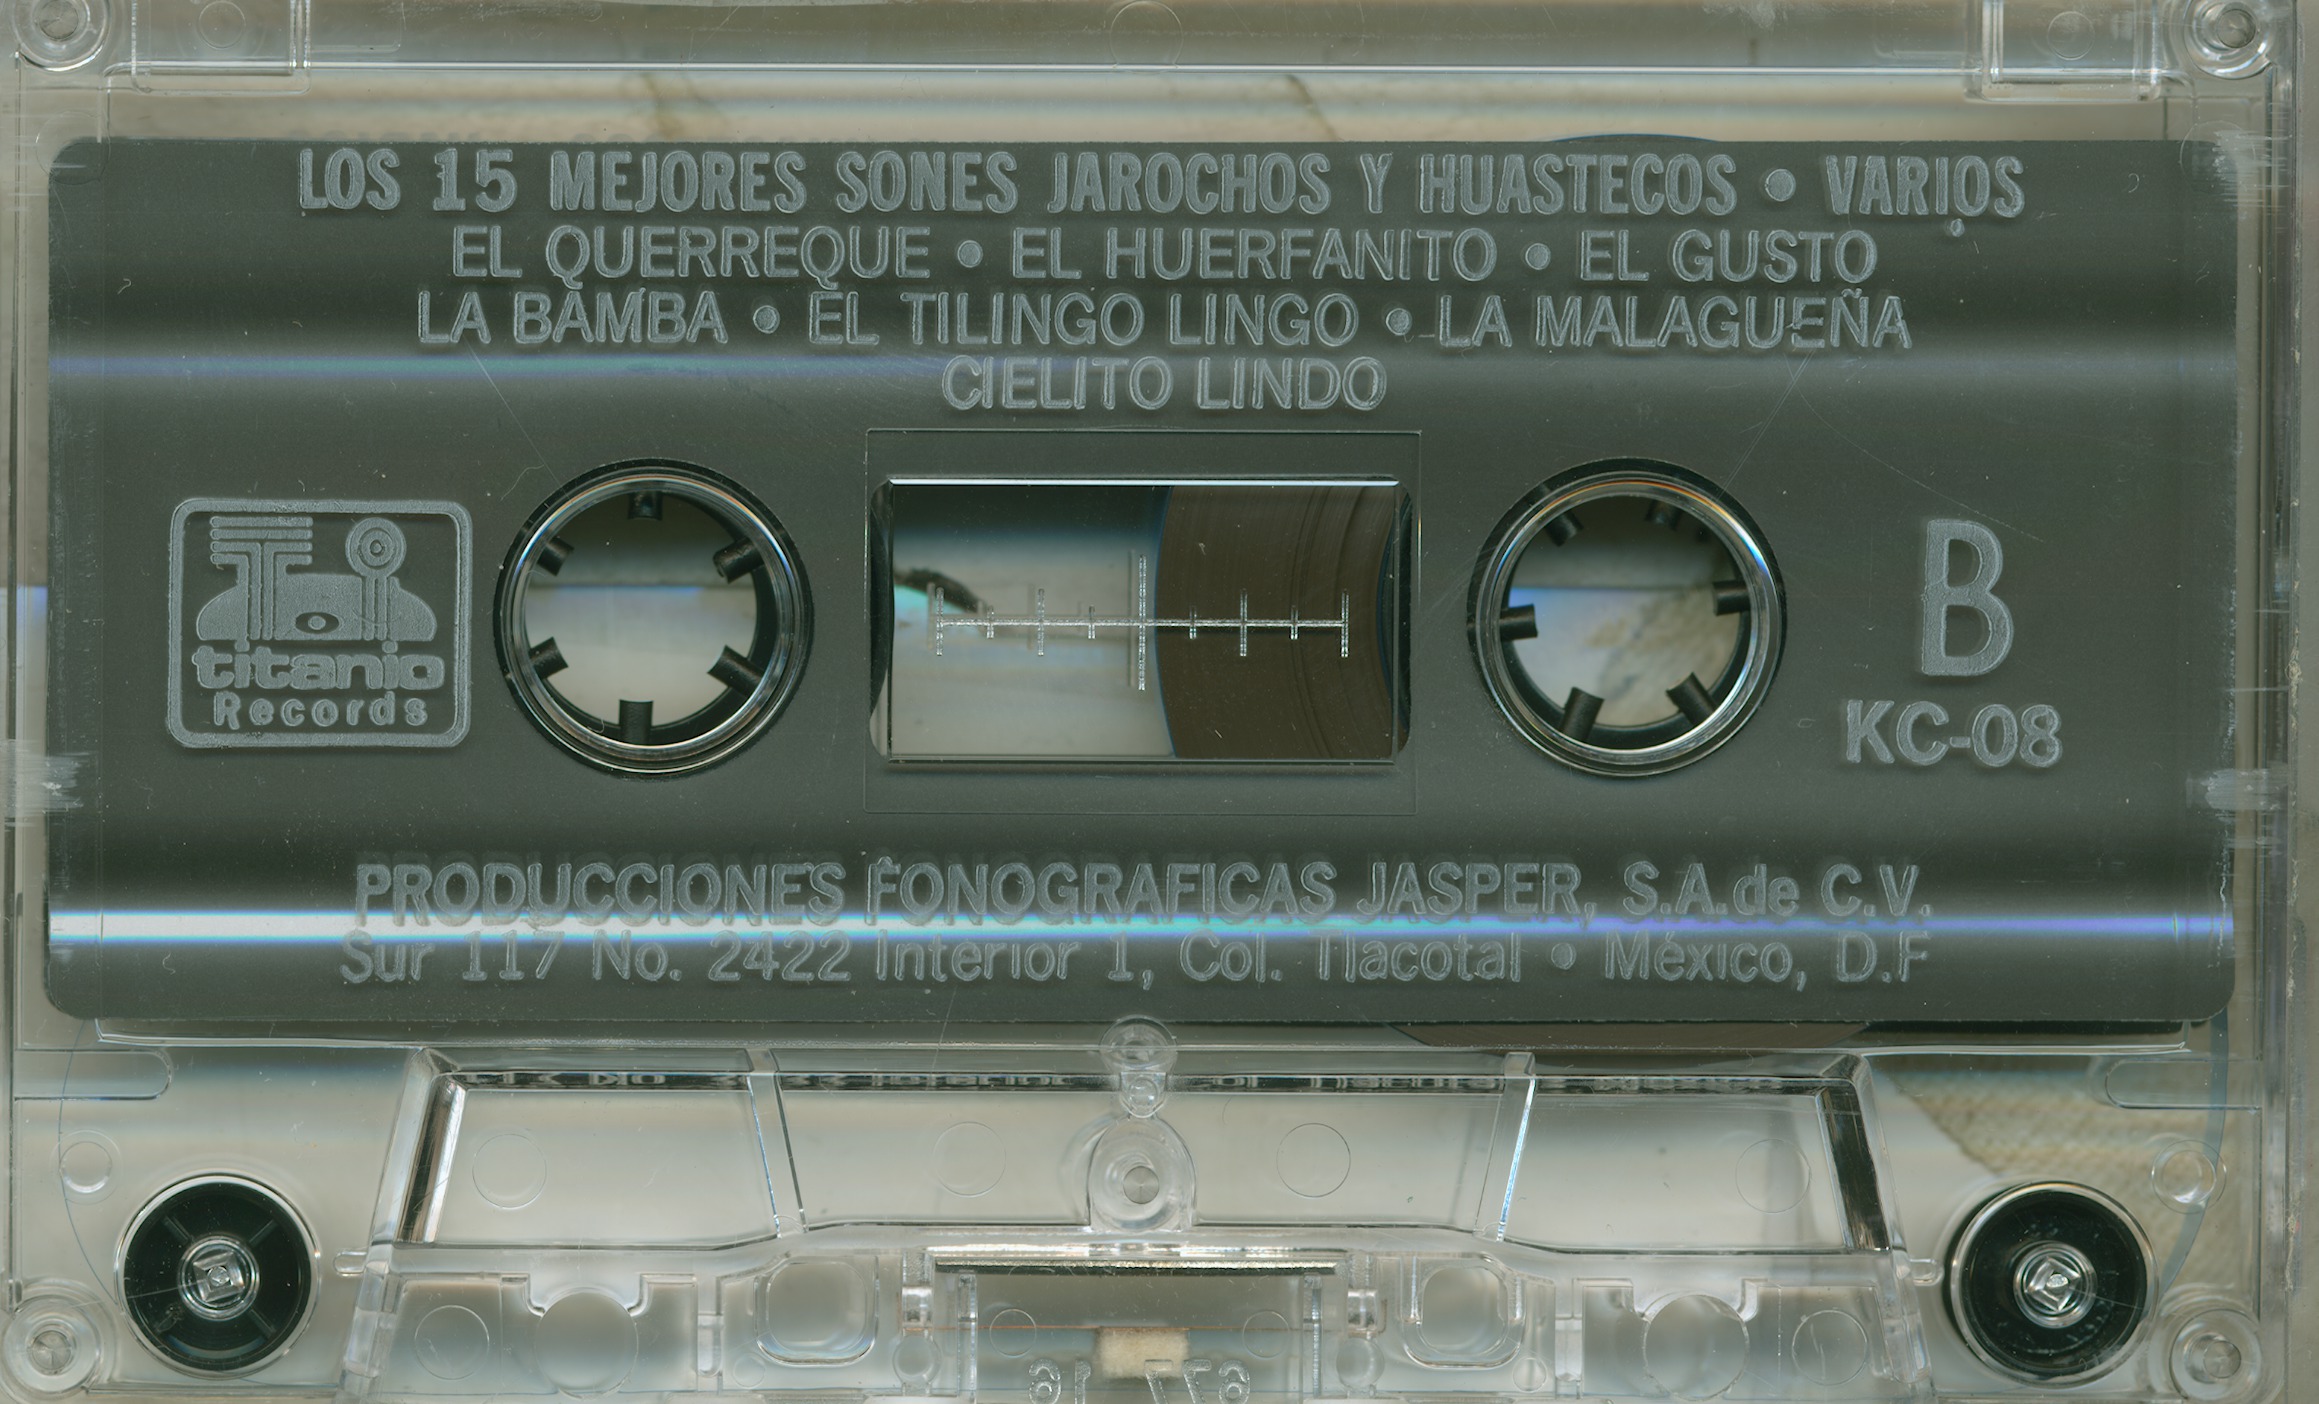 LOS 15 MEJORES SONES JAROCHOS Y HUASTECOS • VARIOS
EL QUERREQUE • EL HUERFANITO • EL GUSTO
LA BAMBA • EL TILINGO LINGO • LA MALAGUEÑA
CIELITO LINDO
titanio
Records
B
KC-08
PRODUCCIONES FONOGRAFICAS JASPER, S.A. de C.V.
Sur 117 No. 2422 Interior 1, Col. Tlacotal • México, D.F